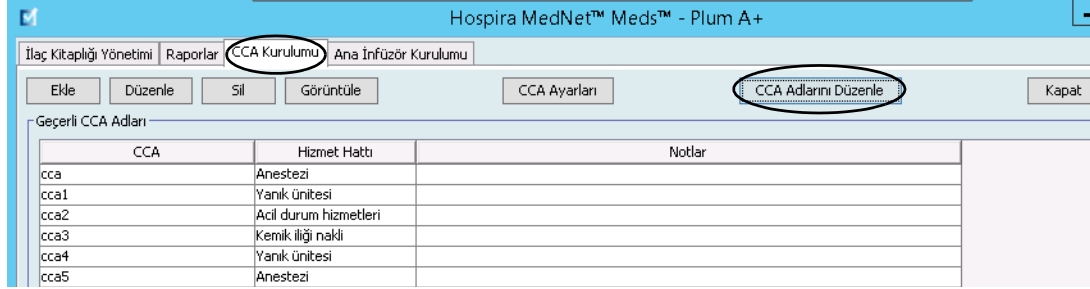 Hospira MedNet™ Meds™ - Plum A+
İlaç Kitaplığı Yönetimi Raporlar CCA Kurulumu Ana İnfüzör Kurulumu
Ekle Düzenle Sil Görüntüle CCA Ayarları CCA Adlarını Düzenle Kapat
Geçerli CCA Adları
CCA Hizmet Hattı Notlar
cca Anestezi
cca1 Yanık ünitesi
cca2 Acil durum hizmetleri
cca3 Kemik iliği nakli
cca4 Yanık ünitesi
cca5 Anestezi